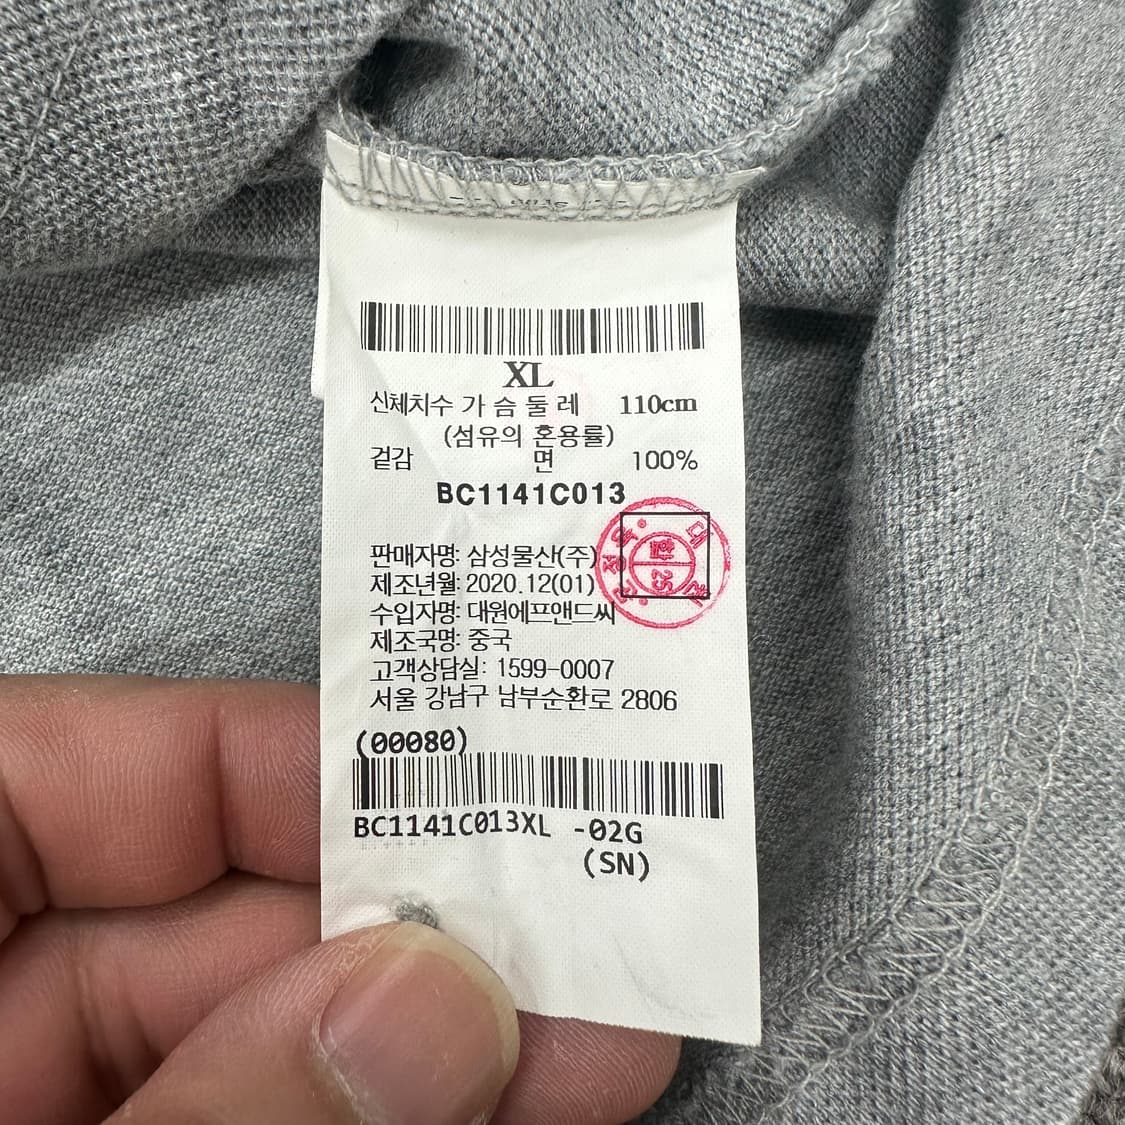 XL
신체치수 가 슴 둘 레 110cm
(섬유의 혼용률)
겉감 면 100%
BC1141C013
판매자명: 삼성물산(주)
제조년월: 2020.12(01)
수입자명: 대원에프앤드씨
제조국명: 중국
고객상담실: 1599-0007
서울 강남구 남부순환로 2806
(00080)
BC1141C013XL -02G
(SN)